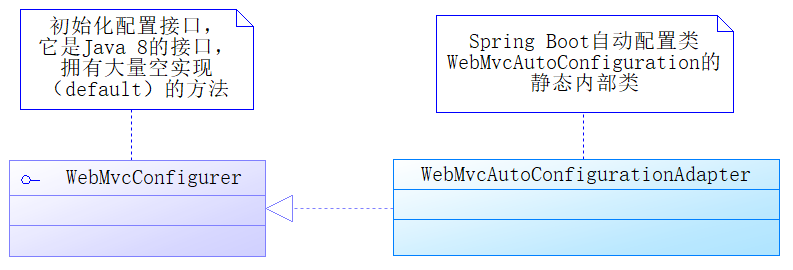 初始化配置接口，
它是Java 8的接口，
拥有大量空实现
（default）的方法
Spring Boot自动配置类
WebMvcAutoConfiguration的
静态内部类
WebMvcConfigurer
WebMvcAutoConfigurationAdapter